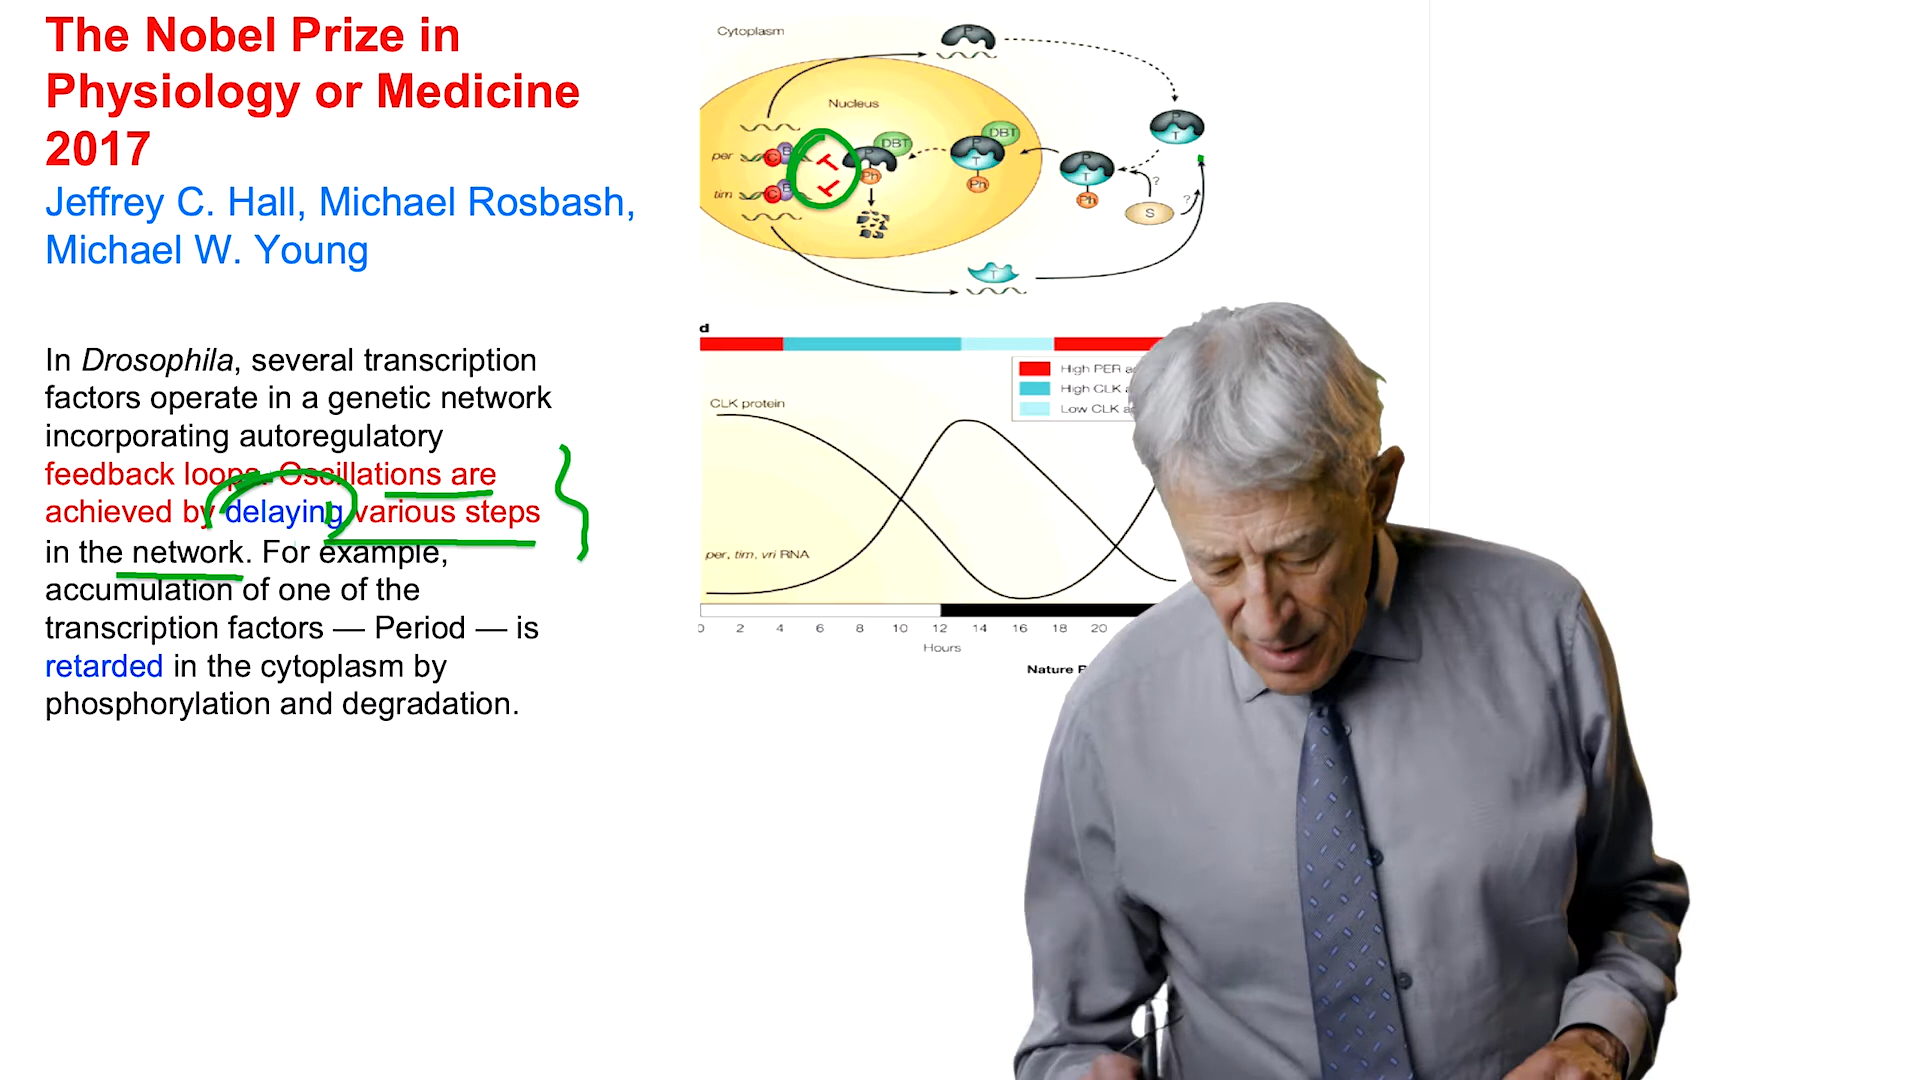 The Nobel Prize in
Physiology or Medicine
2017
Jeffrey C. Hall, Michael Rosbash,
Michael W. Young
In Drosophila, several transcription
factors operate in a genetic network
incorporating autoregulatory
feedback loops. Oscillations are
achieved by delaying various steps
in the network. For example,
accumulation of one of the
transcription factors — Period — is
retarded in the cytoplasm by
phosphorylation and degradation.
Cytoplasm
P
Nucleus
P
T
DBT
DBT
per
C
B
P
P
T
P
T
Ph
Ph
Ph
?
tim
C
B
?
S
T
d
High PER a
High CLK a
Low CLK a
CLK protein
per, tim, vri RNA
0 2 4 6 8 10 12 14 16 18 20
Hours
Nature